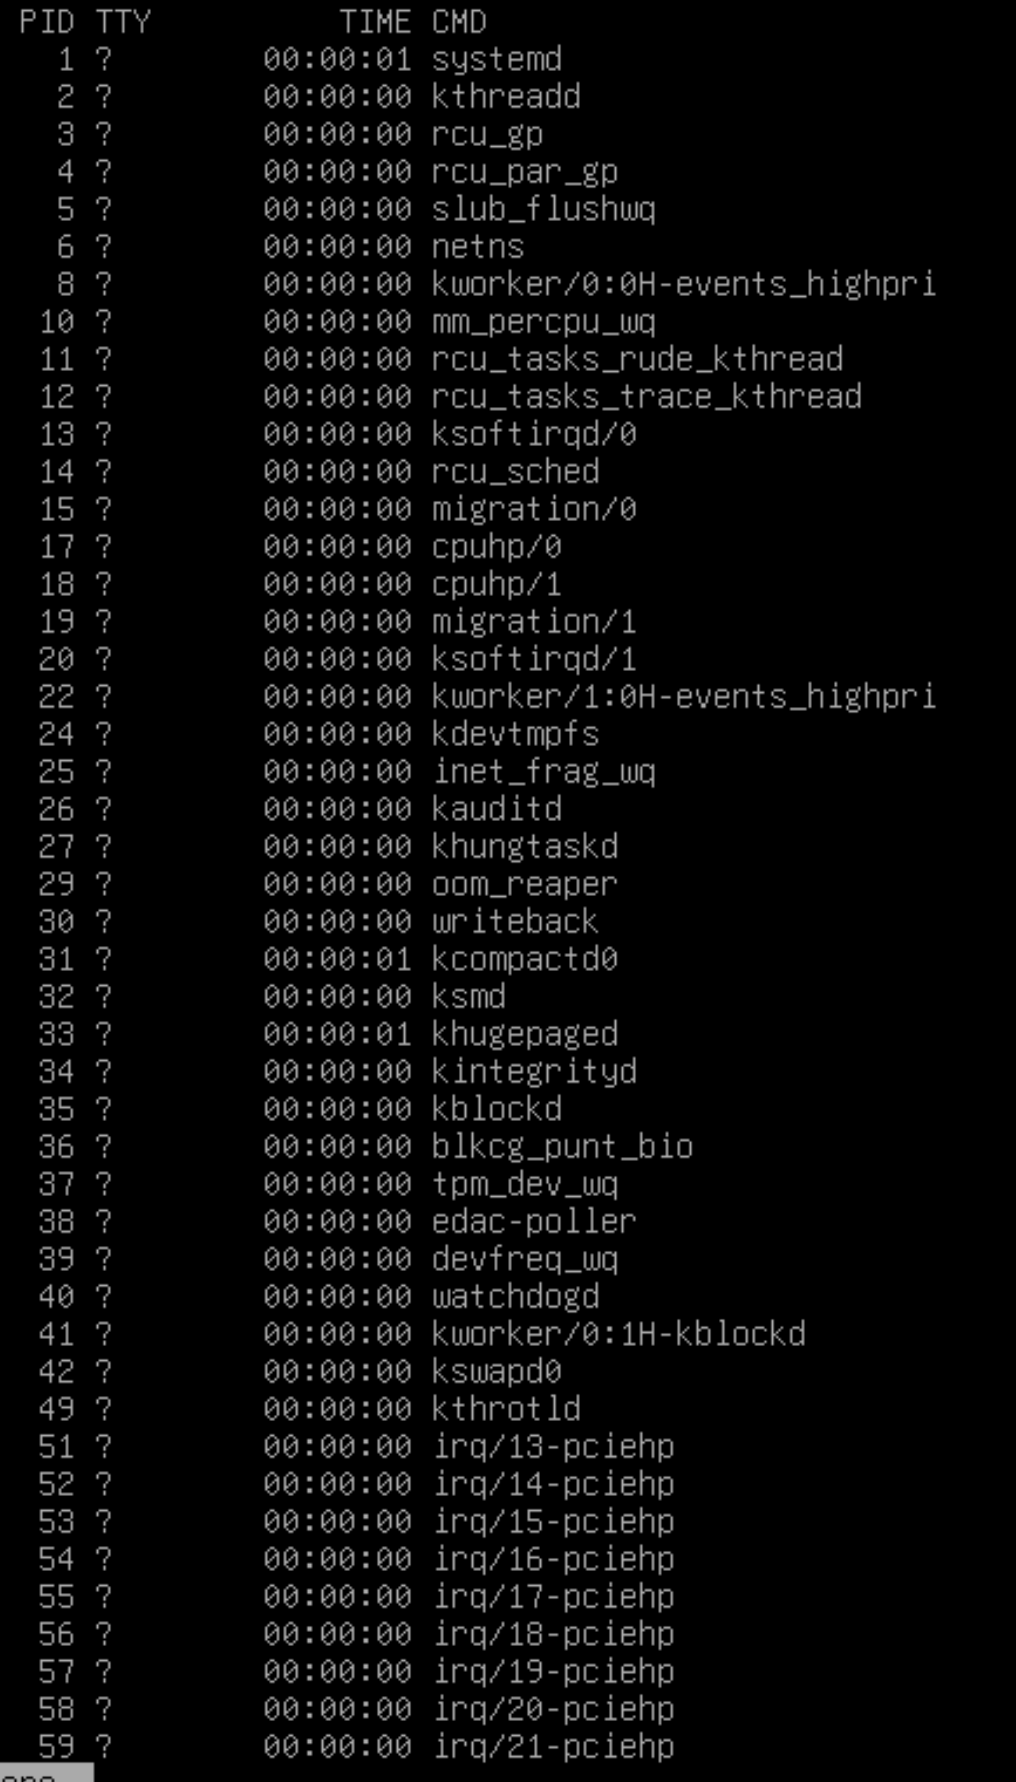 PID TTY TIME CMD
1 ? 00:00:01 systemd
2 ? 00:00:00 kthreadd
3 ? 00:00:00 rcu_gp
4 ? 00:00:00 rcu_par_gp
5 ? 00:00:00 slub_flushwq
6 ? 00:00:00 netns
8 ? 00:00:00 kworker/0:0H-events_highpri
10 ? 00:00:00 mm_percpu_wq
11 ? 00:00:00 rcu_tasks_rude_kthread
12 ? 00:00:00 rcu_tasks_trace_kthread
13 ? 00:00:00 ksoftirqd/0
14 ? 00:00:00 rcu_sched
15 ? 00:00:00 migration/0
17 ? 00:00:00 cpuhp/0
18 ? 00:00:00 cpuhp/1
19 ? 00:00:00 migration/1
20 ? 00:00:00 ksoftirqd/1
22 ? 00:00:00 kworker/1:0H-events_highpri
24 ? 00:00:00 kdevtmpfs
25 ? 00:00:00 inet_frag_wq
26 ? 00:00:00 kauditd
27 ? 00:00:00 khungtaskd
29 ? 00:00:00 oom_reaper
30 ? 00:00:00 writeback
31 ? 00:00:01 kcompactd0
32 ? 00:00:00 ksmd
33 ? 00:00:01 khugepaged
34 ? 00:00:00 kintegrityd
35 ? 00:00:00 kblockd
36 ? 00:00:00 blkcg_punt_bio
37 ? 00:00:00 tpm_dev_wq
38 ? 00:00:00 edac-poller
39 ? 00:00:00 devfreq_wq
40 ? 00:00:00 watchdogd
41 ? 00:00:00 kworker/0:1H-kblockd
42 ? 00:00:00 kswapd0
49 ? 00:00:00 kthrotld
51 ? 00:00:00 irq/13-pciehp
52 ? 00:00:00 irq/14-pciehp
53 ? 00:00:00 irq/15-pciehp
54 ? 00:00:00 irq/16-pciehp
55 ? 00:00:00 irq/17-pciehp
56 ? 00:00:00 irq/18-pciehp
57 ? 00:00:00 irq/19-pciehp
58 ? 00:00:00 irq/20-pciehp
59 ? 00:00:00 irq/21-pciehp